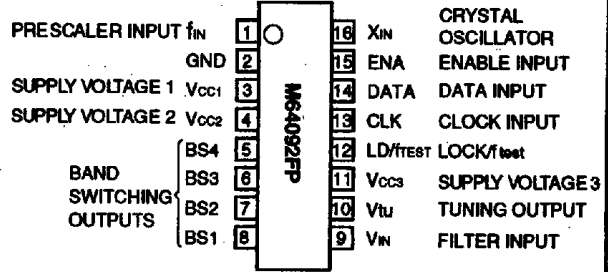 PRESCALER INPUT fIN 1
GND 2
SUPPLY VOLTAGE 1 VCC1 3
SUPPLY VOLTAGE 2 VCC2 4
BAND SWITCHING OUTPUTS
BS4 5
BS3 6
BS2 7
BS1 8
M64092FP
16 XIN CRYSTAL OSCILLATOR
15 ENA ENABLE INPUT
14 DATA DATA INPUT
13 CLK CLOCK INPUT
12 LD/fTEST LOCK/f test
11 VCC3 SUPPLY VOLTAGE 3
10 Vtu TUNING OUTPUT
9 VIN FILTER INPUT